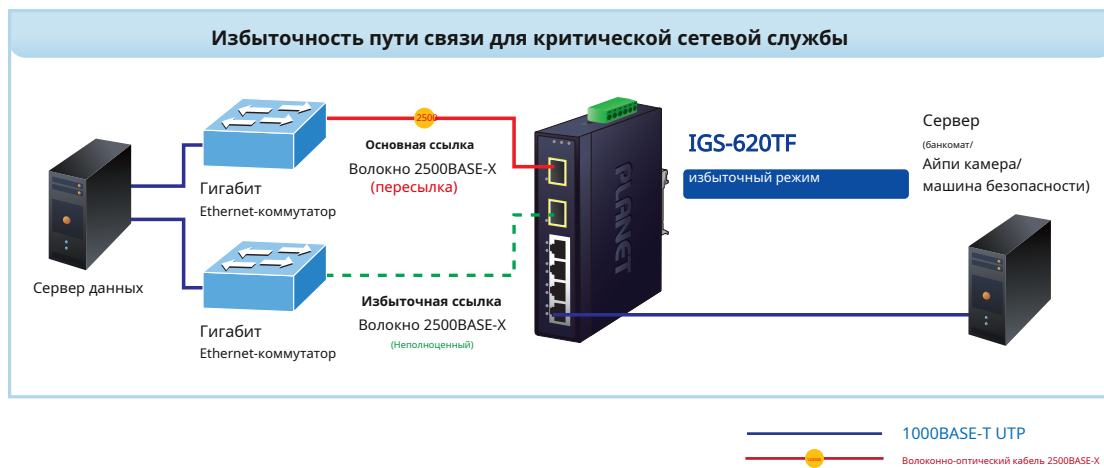 Избыточность пути связи для критической сетевой службы
2500
Основная ссылка
Волокно 2500BASE-X
(пересылка)
Гигабит
Ethernet-коммутатор
Сервер данных
Избыточная ссылка
Волокно 2500BASE-X
(Неполноценный)
Гигабит
Ethernet-коммутатор
PLANET
IGS-620TF
избыточный режим
Сервер
(банкомат/
Айпи камера/
машина безопасности)
1000BASE-T UTP
Волоконно-оптический кабель 2500BASE-X